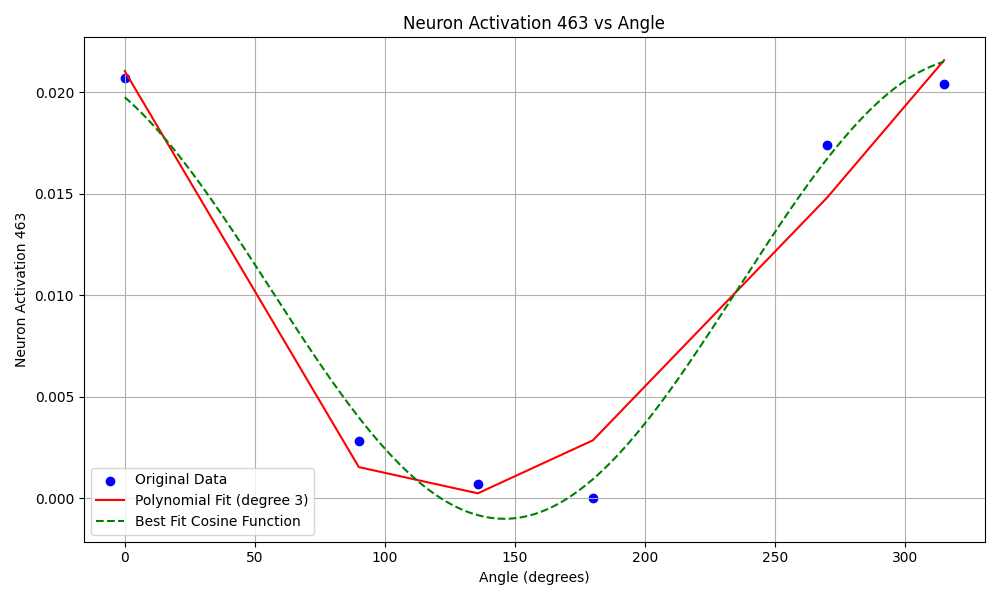 Neuron Activation 463 vs Angle
Neuron Activation 463
0.020
0.015
0.010
0.005
0.000
Original Data
Polynomial Fit (degree 3)
Best Fit Cosine Function
0
50
100
150
200
250
300
Angle (degrees)